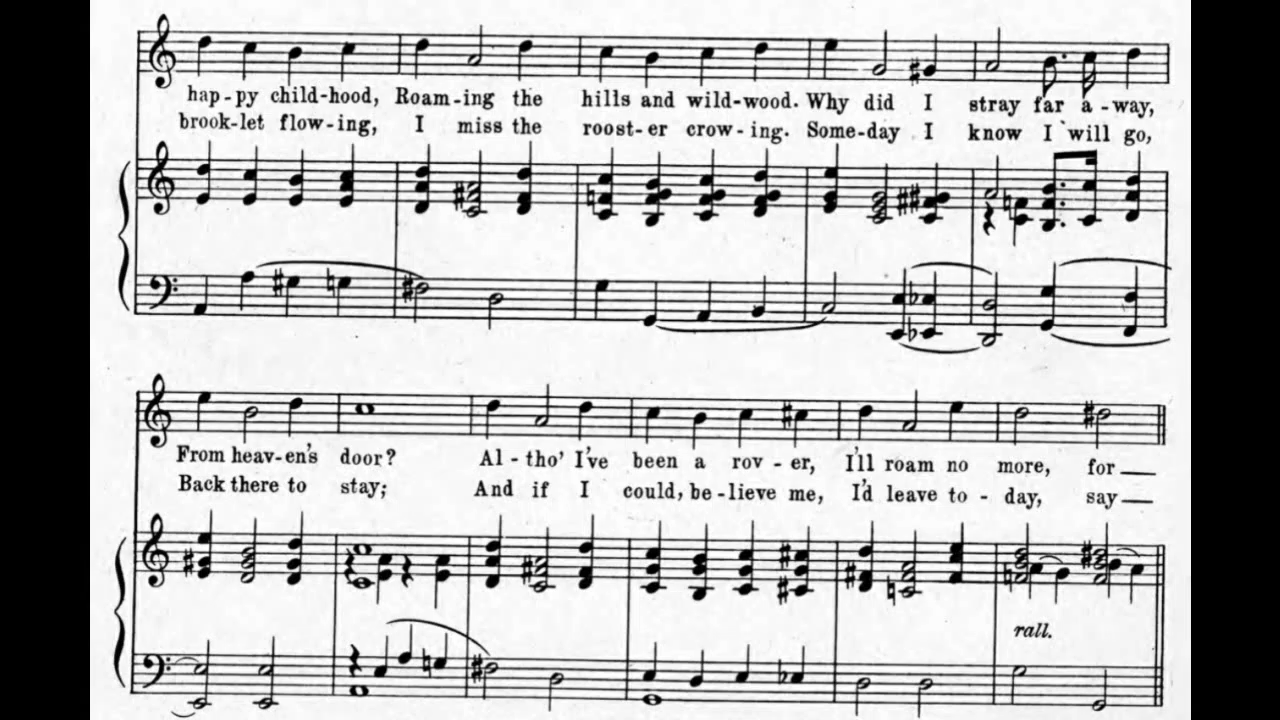 hap-py child-hood, Roam-ing the hills and wild-wood. Why did I stray far a-way,
brook-let flow-ing, I miss the roost-er crow-ing. Some-day I know I will go,
From heav-en's door? Al-tho' I've been a rov-er, I'll roam no more, for
Back there to stay; And if I could, be-lieve me, I'd leave to-day, say
rall.